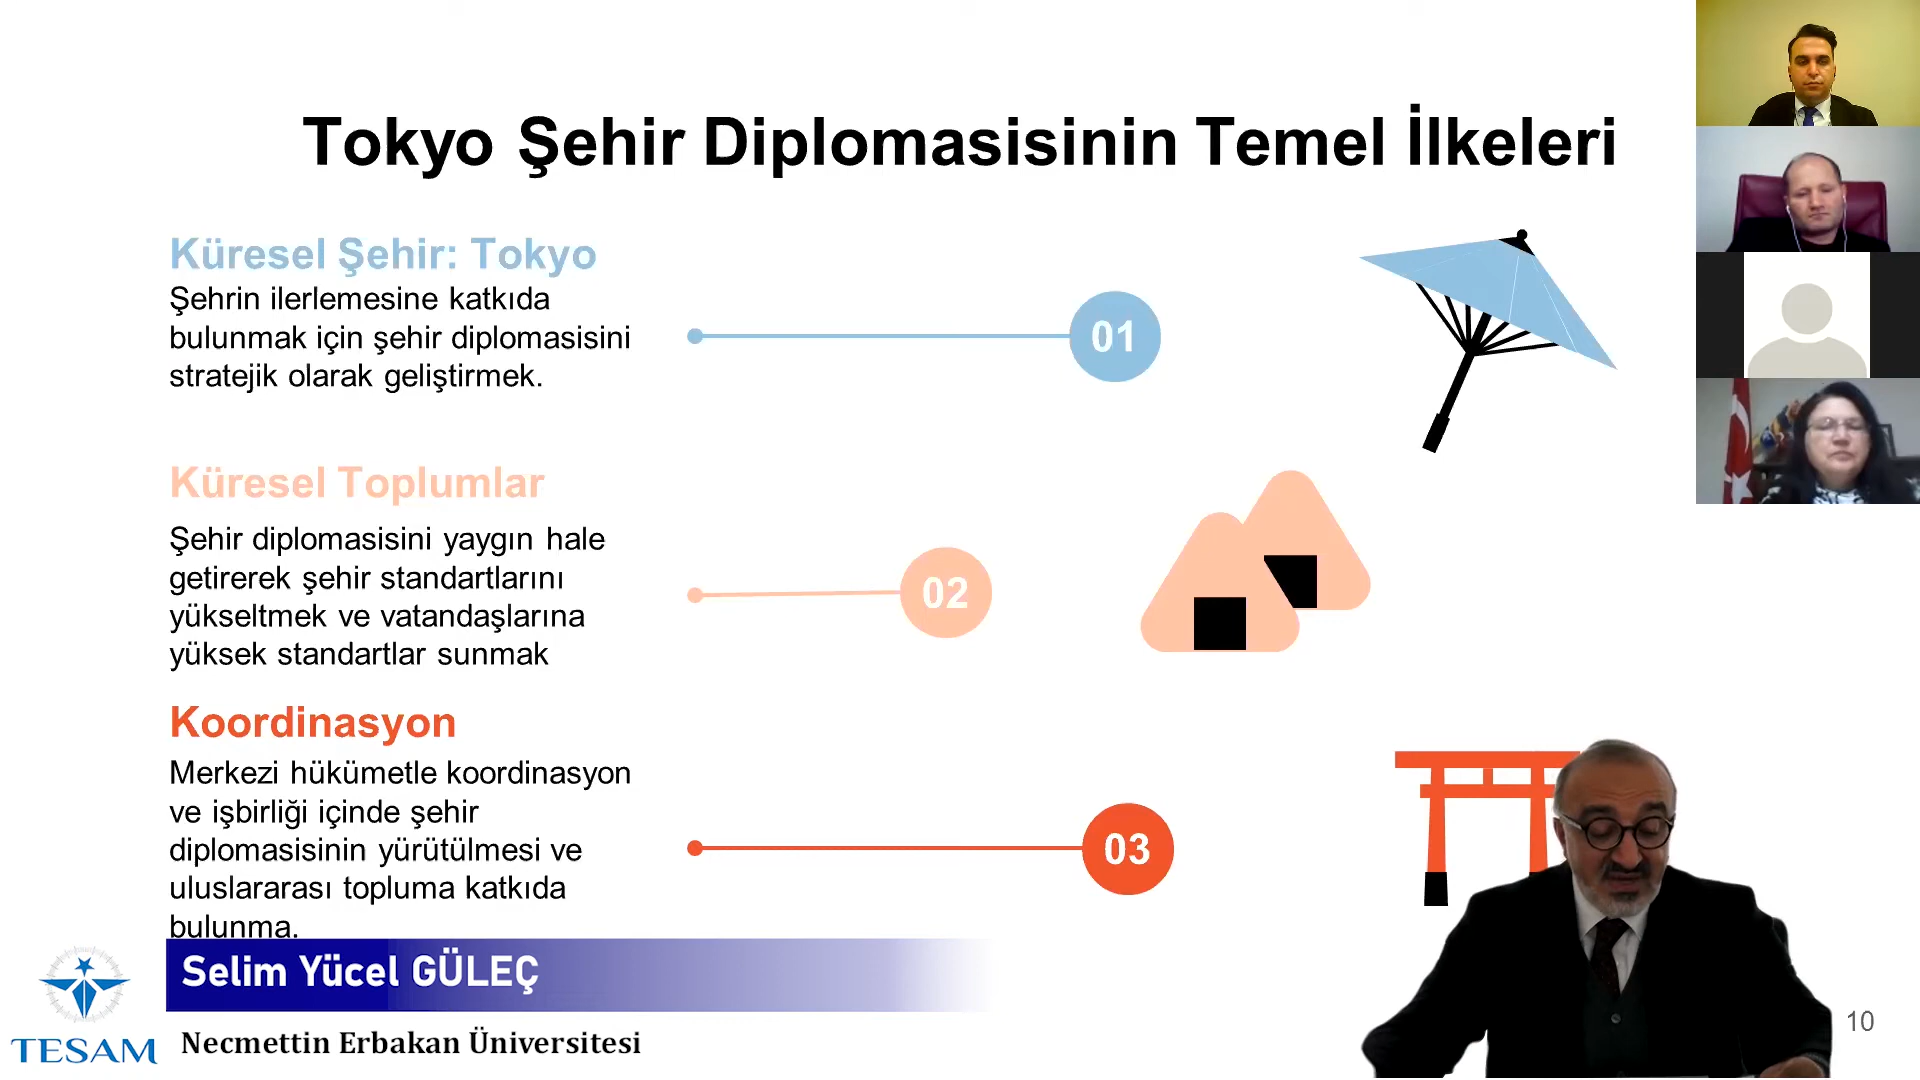 Tokyo Şehir Diplomasisinin Temel İlkeleri
Küresel Şehir: Tokyo
Şehrin ilerlemesine katkıda
bulunmak için şehir diplomasisini
stratejik olarak geliştirmek.
01
Küresel Toplumlar
Şehir diplomasisini yaygın hale
getirerek şehir standartlarını
yükseltmek ve vatandaşlarına
yüksek standartlar sunmak
02
Koordinasyon
Merkezi hükümetle koordinasyon
ve işbirliği içinde şehir
diplomasisinin yürütülmesi ve
uluslararası topluma katkıda
bulunma.
03
Selim Yücel GÜLEÇ
Necmettin Erbakan Üniversitesi
TESAM
10